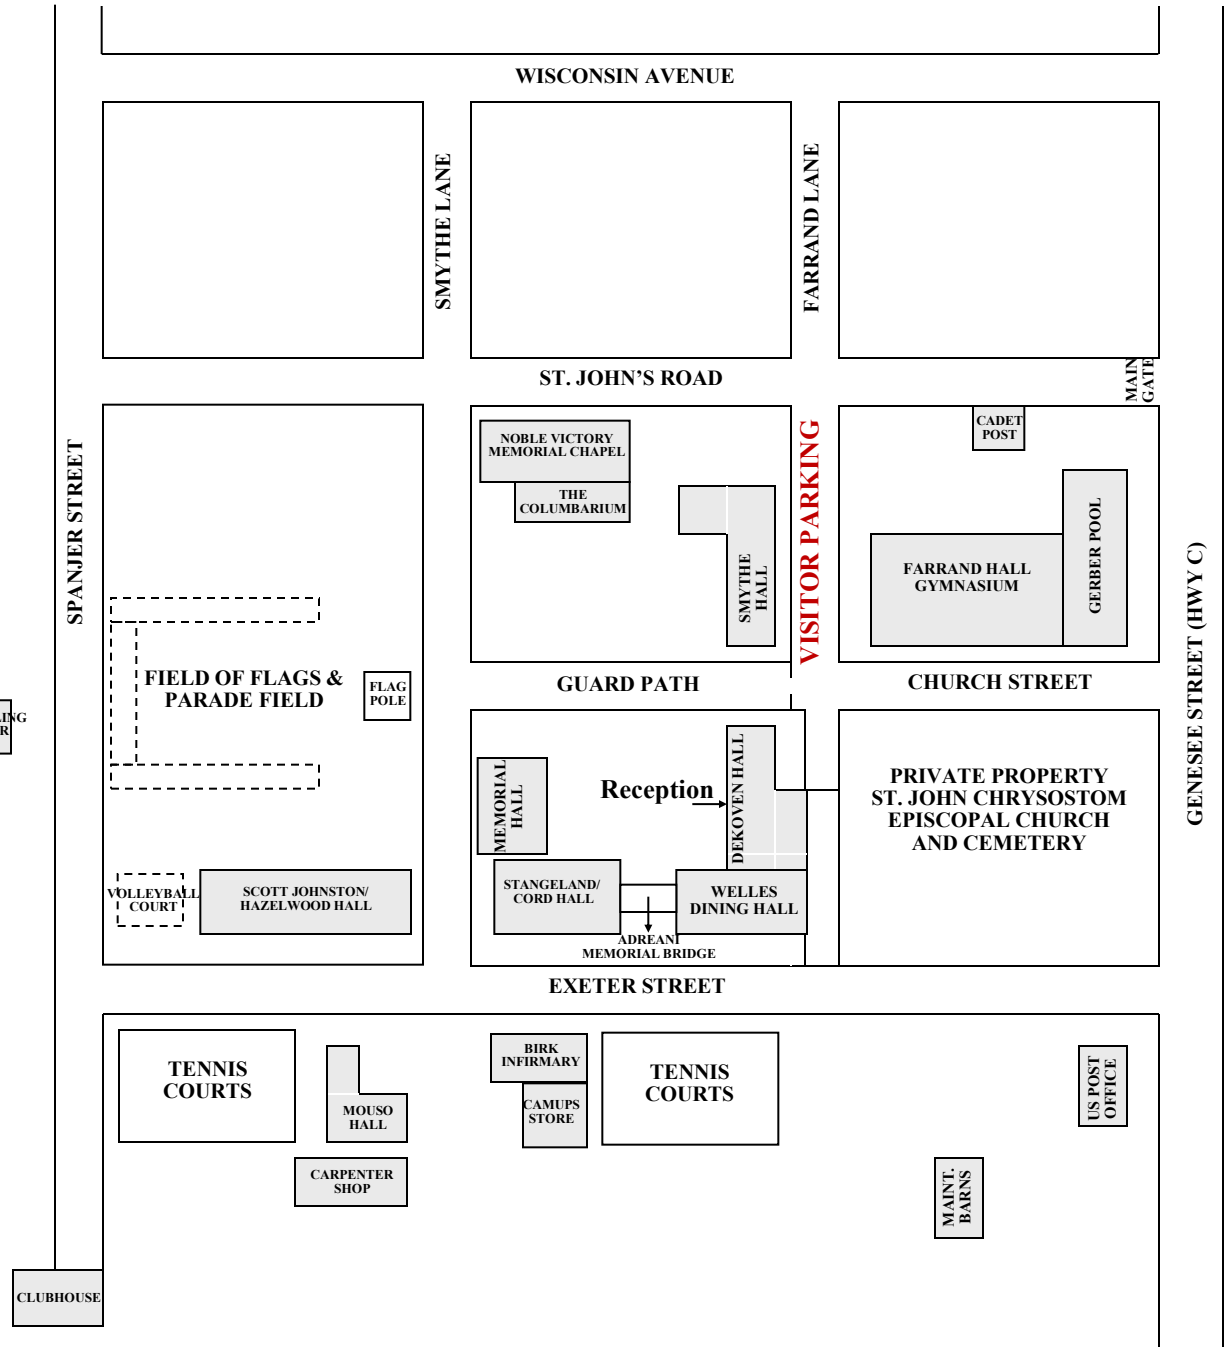 WISCONSIN AVENUE
SMYTHE LANE
FARRAND LANE
ST. JOHN'S ROAD
MAIN
GATE
SPANJER STREET
NOBLE VICTORY
MEMORIAL CHAPEL
THE
COLUMBARIUM
SMYTHE
HALL
VISITOR PARKING
CADET
POST
FARRAND HALL
GYMNASIUM
GERBER POOL
GENESEE STREET (HWY C)
FIELD OF FLAGS &
PARADE FIELD
FLAG
POLE
GUARD PATH
CHURCH STREET
MEMORIAL
HALL
Reception
DEKOVEN HALL
PRIVATE PROPERTY
ST. JOHN CHRYSOSTOM
EPISCOPAL CHURCH
AND CEMETERY
VOLLEYBALL
COURT
SCOTT JOHNSTON/
HAZELWOOD HALL
STANGELAND/
CORD HALL
WELLES
DINING HALL
ADREANI
MEMORIAL BRIDGE
EXETER STREET
TENNIS
COURTS
MOUSO
HALL
CARPENTER
SHOP
BIRK
INFIRMARY
CAMUPS
STORE
TENNIS
COURTS
US POST
OFFICE
MAINT.
BARNS
CLUBHOUSE